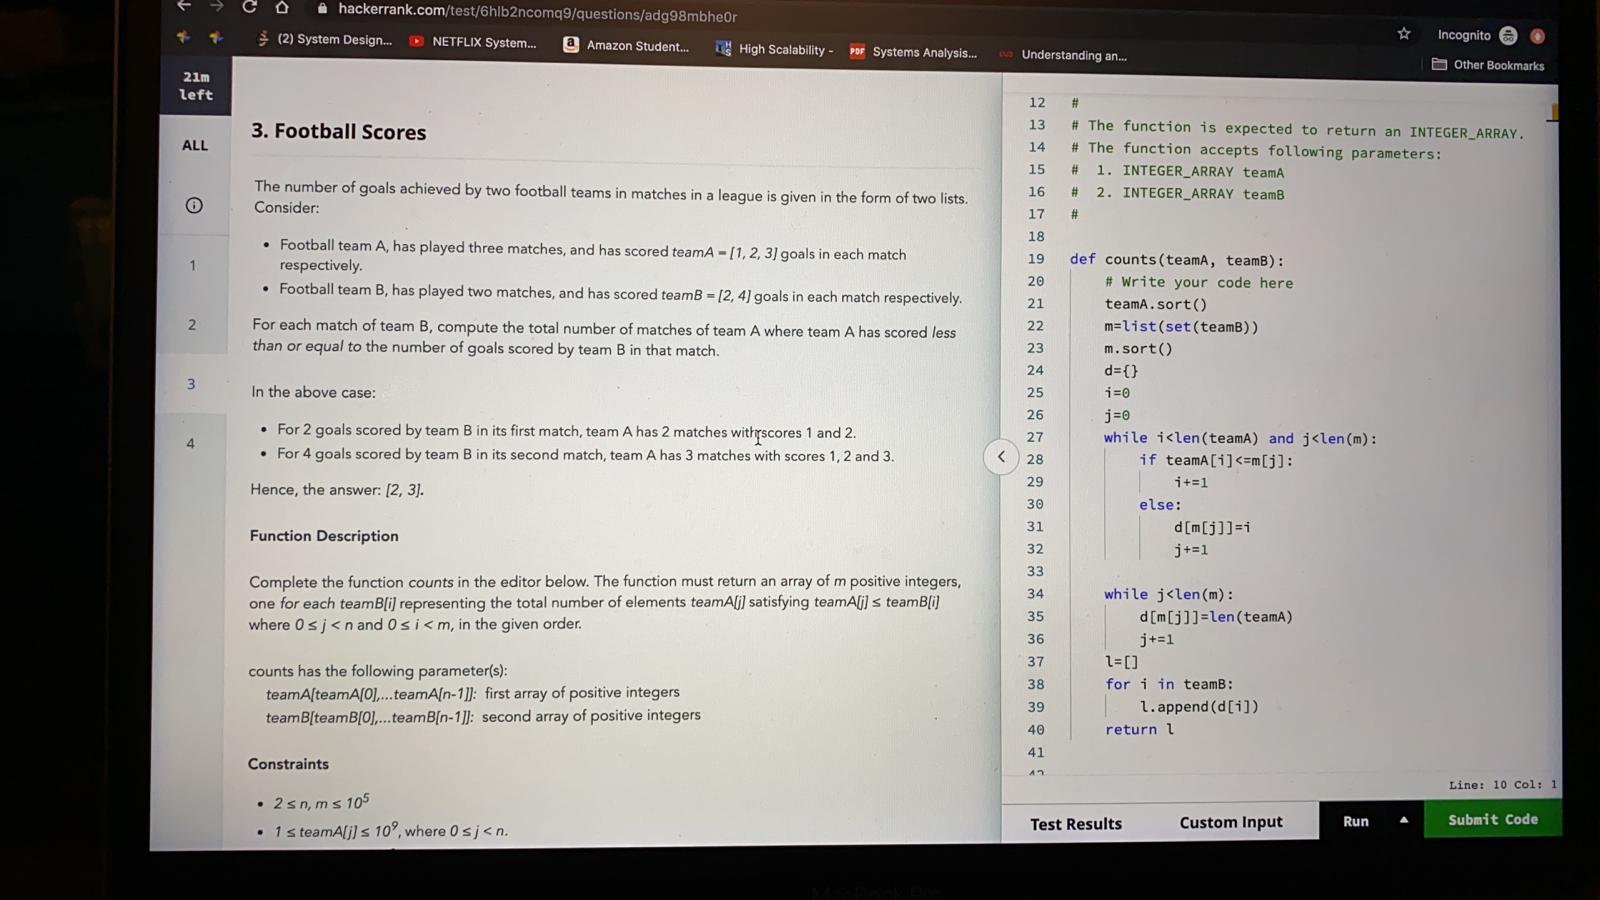 hackerrank.com/test/6hlb2ncomq9/questions/adg98mbhe0r
(2) System Design...
NETFLIX System...
Amazon Student...
High Scalability -
PDF Systems Analysis...
Understanding an...
Incognito
Other Bookmarks
21m
left
ALL
1
2
3
4
3. Football Scores
The number of goals achieved by two football teams in matches in a league is given in the form of two lists.
Consider:
• Football team A, has played three matches, and has scored teamA = [1, 2, 3] goals in each match
respectively.
• Football team B, has played two matches, and has scored teamB = [2, 4] goals in each match respectively.
For each match of team B, compute the total number of matches of team A where team A has scored less
than or equal to the number of goals scored by team B in that match.
In the above case:
• For 2 goals scored by team B in its first match, team A has 2 matches with scores 1 and 2.
• For 4 goals scored by team B in its second match, team A has 3 matches with scores 1, 2 and 3.
Hence, the answer: [2, 3].
Function Description
Complete the function counts in the editor below. The function must return an array of m positive integers,
one for each teamB[i] representing the total number of elements teamA[j] satisfying teamA[j] ≤ teamB[i]
where 0 ≤ j < n and 0 ≤ i < m, in the given order.
counts has the following parameter(s):
teamA[teamA[0],...teamA[n-1]]: first array of positive integers
teamB[teamB[0],...teamB[n-1]]: second array of positive integers
Constraints
• 2 ≤ n, m ≤ 10⁵
• 1 ≤ teamA[j] ≤ 10⁹, where 0 ≤ j < n.
12 #
13 # The function is expected to return an INTEGER_ARRAY.
14 # The function accepts following parameters:
15 # 1. INTEGER_ARRAY teamA
16 # 2. INTEGER_ARRAY teamB
17 #
18
19 def counts(teamA, teamB):
20 # Write your code here
21 teamA.sort()
22 m=list(set(teamB))
23 m.sort()
24 d={}
25 i=0
26 j=0
27 while i<len(teamA) and j<len(m):
28 if teamA[i]<=m[j]:
29 i+=1
30 else:
31 d[m[j]]=i
32 j+=1
33
34 while j<len(m):
35 d[m[j]]=len(teamA)
36 j+=1
37 l=[]
38 for i in teamB:
39 l.append(d[i])
40 return l
41
Line: 10 Col: 1
Test Results
Custom Input
Run
Submit Code